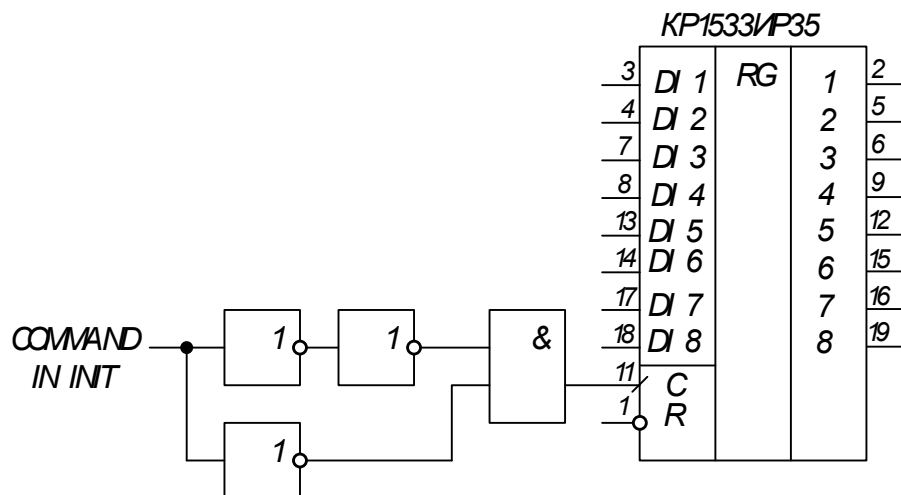 КР1533ИР35
3 DI 1 RG 1 2
4 DI 2 2 5
7 DI 3 3 6
8 DI 4 4 9
13 DI 5 5 12
14 DI 6 6 15
17 DI 7 7 16
18 DI 8 8 19
COMMAND
IN INIT
1
1
&
1
11 C
1 R